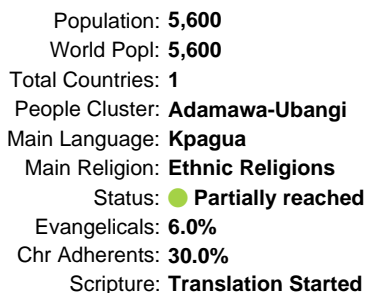 Population: 5,600
World Popl: 5,600
Total Countries: 1
People Cluster: Adamawa-Ubangi
Main Language: Kpagua
Main Religion: Ethnic Religions
Status: Partially reached
Evangelicals: 6.0%
Chr Adherents: 30.0%
Scripture: Translation Started